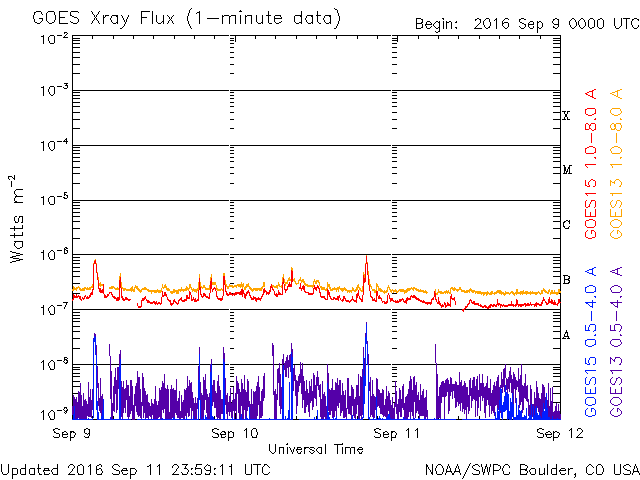 GOES Xray Flux (1-minute data)
Begin: 2016 Sep 9 0000 UTC
10-2
10-3
10-4
10-5
10-6
10-7
10-8
10-9
Watts m-2
X
M
C
B
A
GOES15 1.0-8.0 A
GOES13 1.0-8.0 A
GOES15 0.5-4.0 A
GOES13 0.5-4.0 A
Sep 9
Sep 10
Sep 11
Sep 12
Universal Time
Updated 2016 Sep 11 23:59:11 UTC
NOAA/SWPC Boulder, CO USA